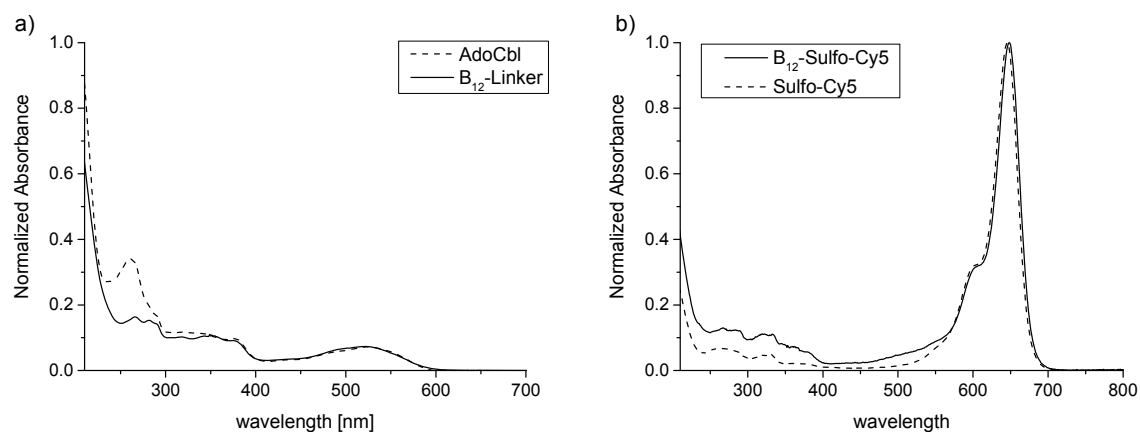 a)
AdoCbl
B₁₂-Linker
Normalized Absorbance
1.0
0.8
0.6
0.4
0.2
0.0
300
400
500
600
700
wavelength [nm]
b)
B₁₂-Sulfo-Cy5
Sulfo-Cy5
Normalized Absorbance
1.0
0.8
0.6
0.4
0.2
0.0
300
400
500
600
700
800
wavelength